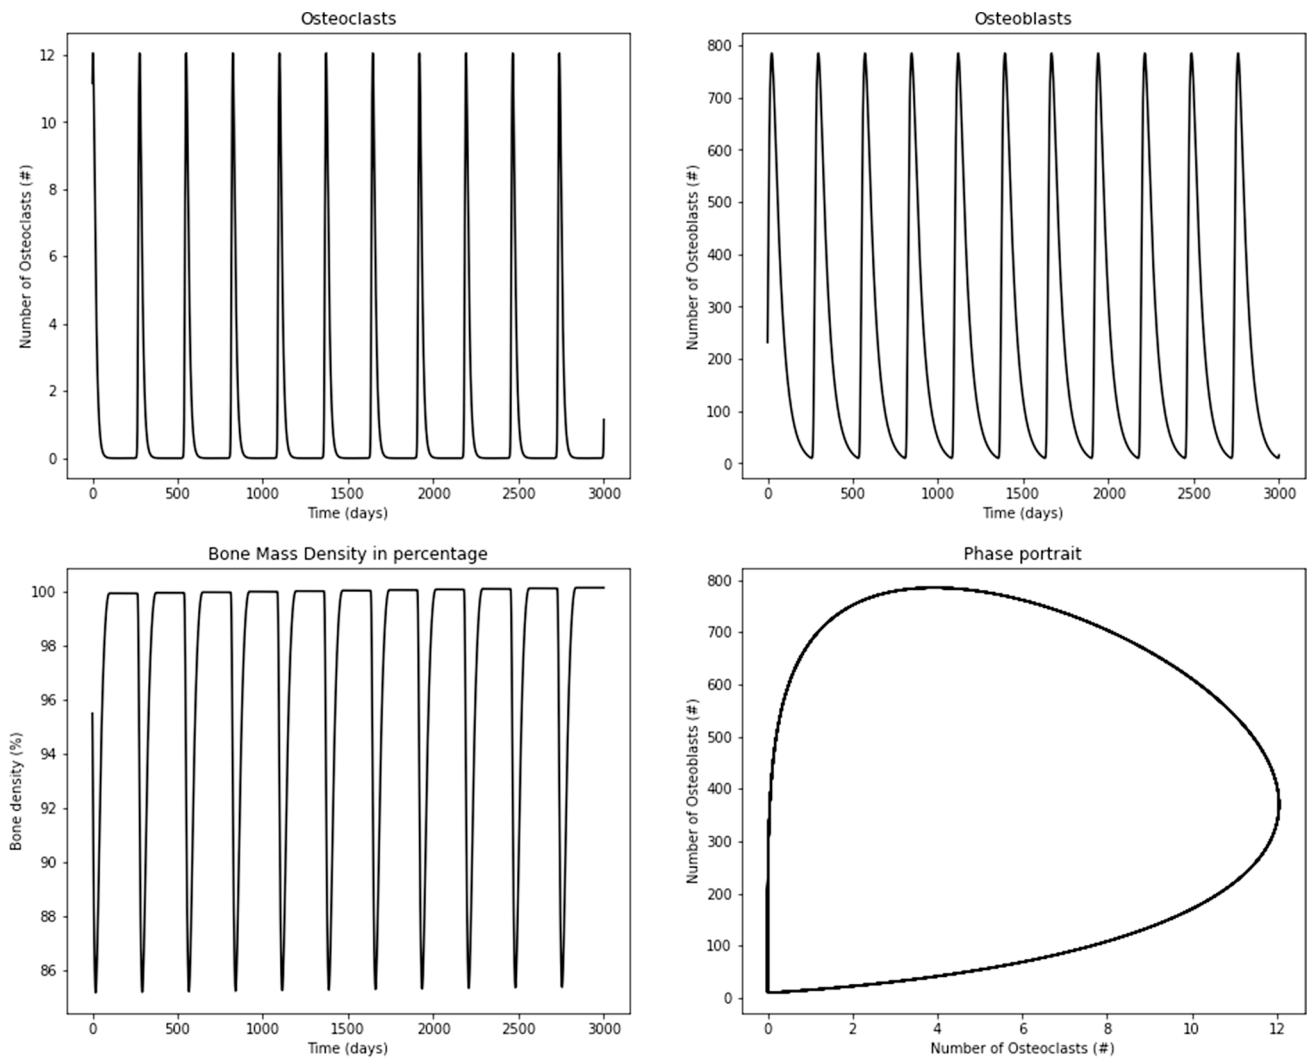 Osteoclasts
Number of Osteoclasts (#)
12
10
8
6
4
2
0
0 500 1000 1500 2000 2500 3000
Time (days)
Osteoblasts
Number of Osteoblasts (#)
800
700
600
500
400
300
200
100
0
0 500 1000 1500 2000 2500 3000
Time (days)
Bone Mass Density in percentage
Bone density (%)
100
98
96
94
92
90
88
86
0 500 1000 1500 2000 2500 3000
Time (days)
Phase portrait
Number of Osteoblasts (#)
800
700
600
500
400
300
200
100
0
0 2 4 6 8 10 12
Number of Osteoclasts (#)